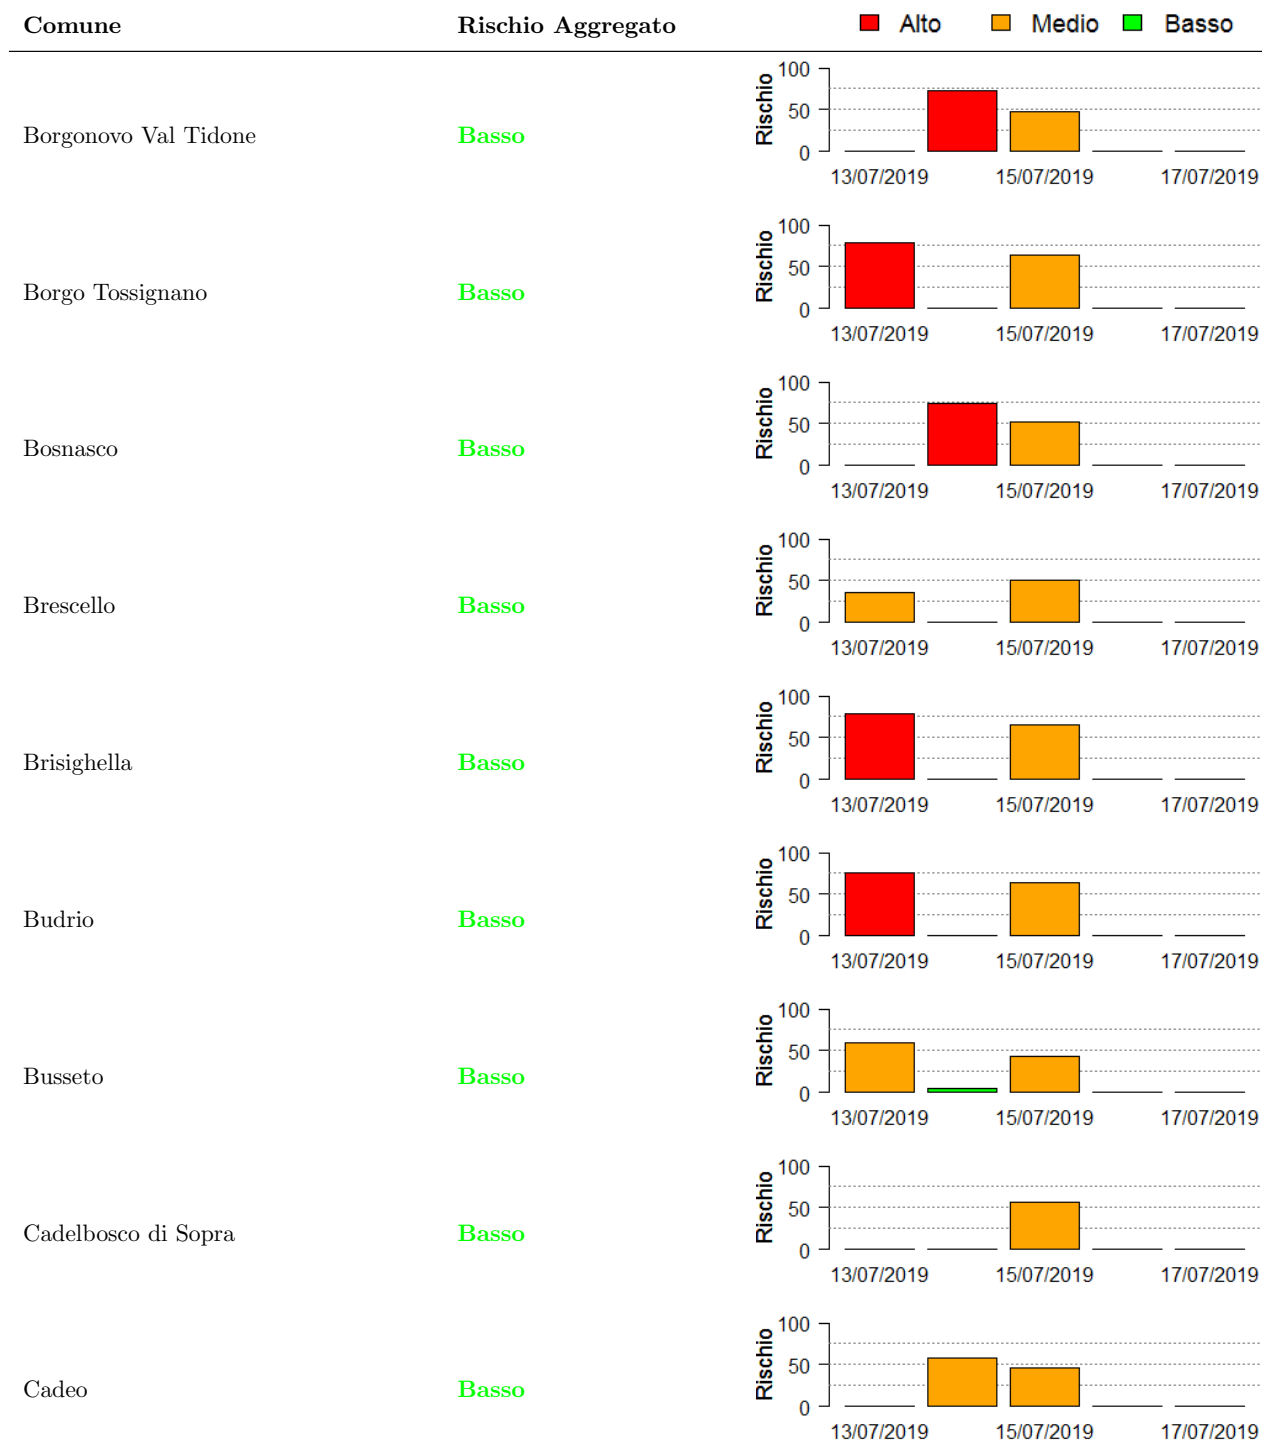 Comune Rischio Aggregato Alto Medio Basso
100
50
0
Rischio
Borgonovo Val Tidone Basso
13/07/2019 15/07/2019 17/07/2019
100
50
0
Rischio
Borgo Tossignano Basso
13/07/2019 15/07/2019 17/07/2019
100
50
0
Rischio
Bosnasco Basso
13/07/2019 15/07/2019 17/07/2019
100
50
0
Rischio
Brescello Basso
13/07/2019 15/07/2019 17/07/2019
100
50
0
Rischio
Brisighella Basso
13/07/2019 15/07/2019 17/07/2019
100
50
0
Rischio
Budrio Basso
13/07/2019 15/07/2019 17/07/2019
100
50
0
Rischio
Busseto Basso
13/07/2019 15/07/2019 17/07/2019
100
50
0
Rischio
Cadelbosco di Sopra Basso
13/07/2019 15/07/2019 17/07/2019
100
50
0
Rischio
Cadeo Basso
13/07/2019 15/07/2019 17/07/2019